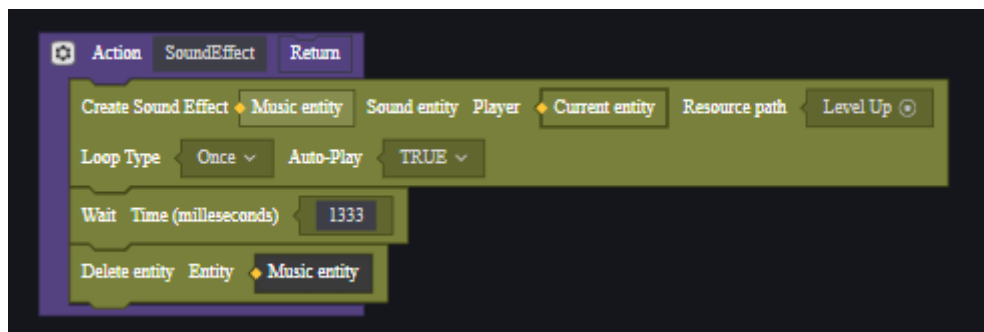 Action SoundEffect Return
Create Sound Effect Music entity Sound entity Player Current entity Resource path Level Up
Loop Type Once Auto-Play TRUE
Wait Time (milleseconds) 1333
Delete entity Entity Music entity